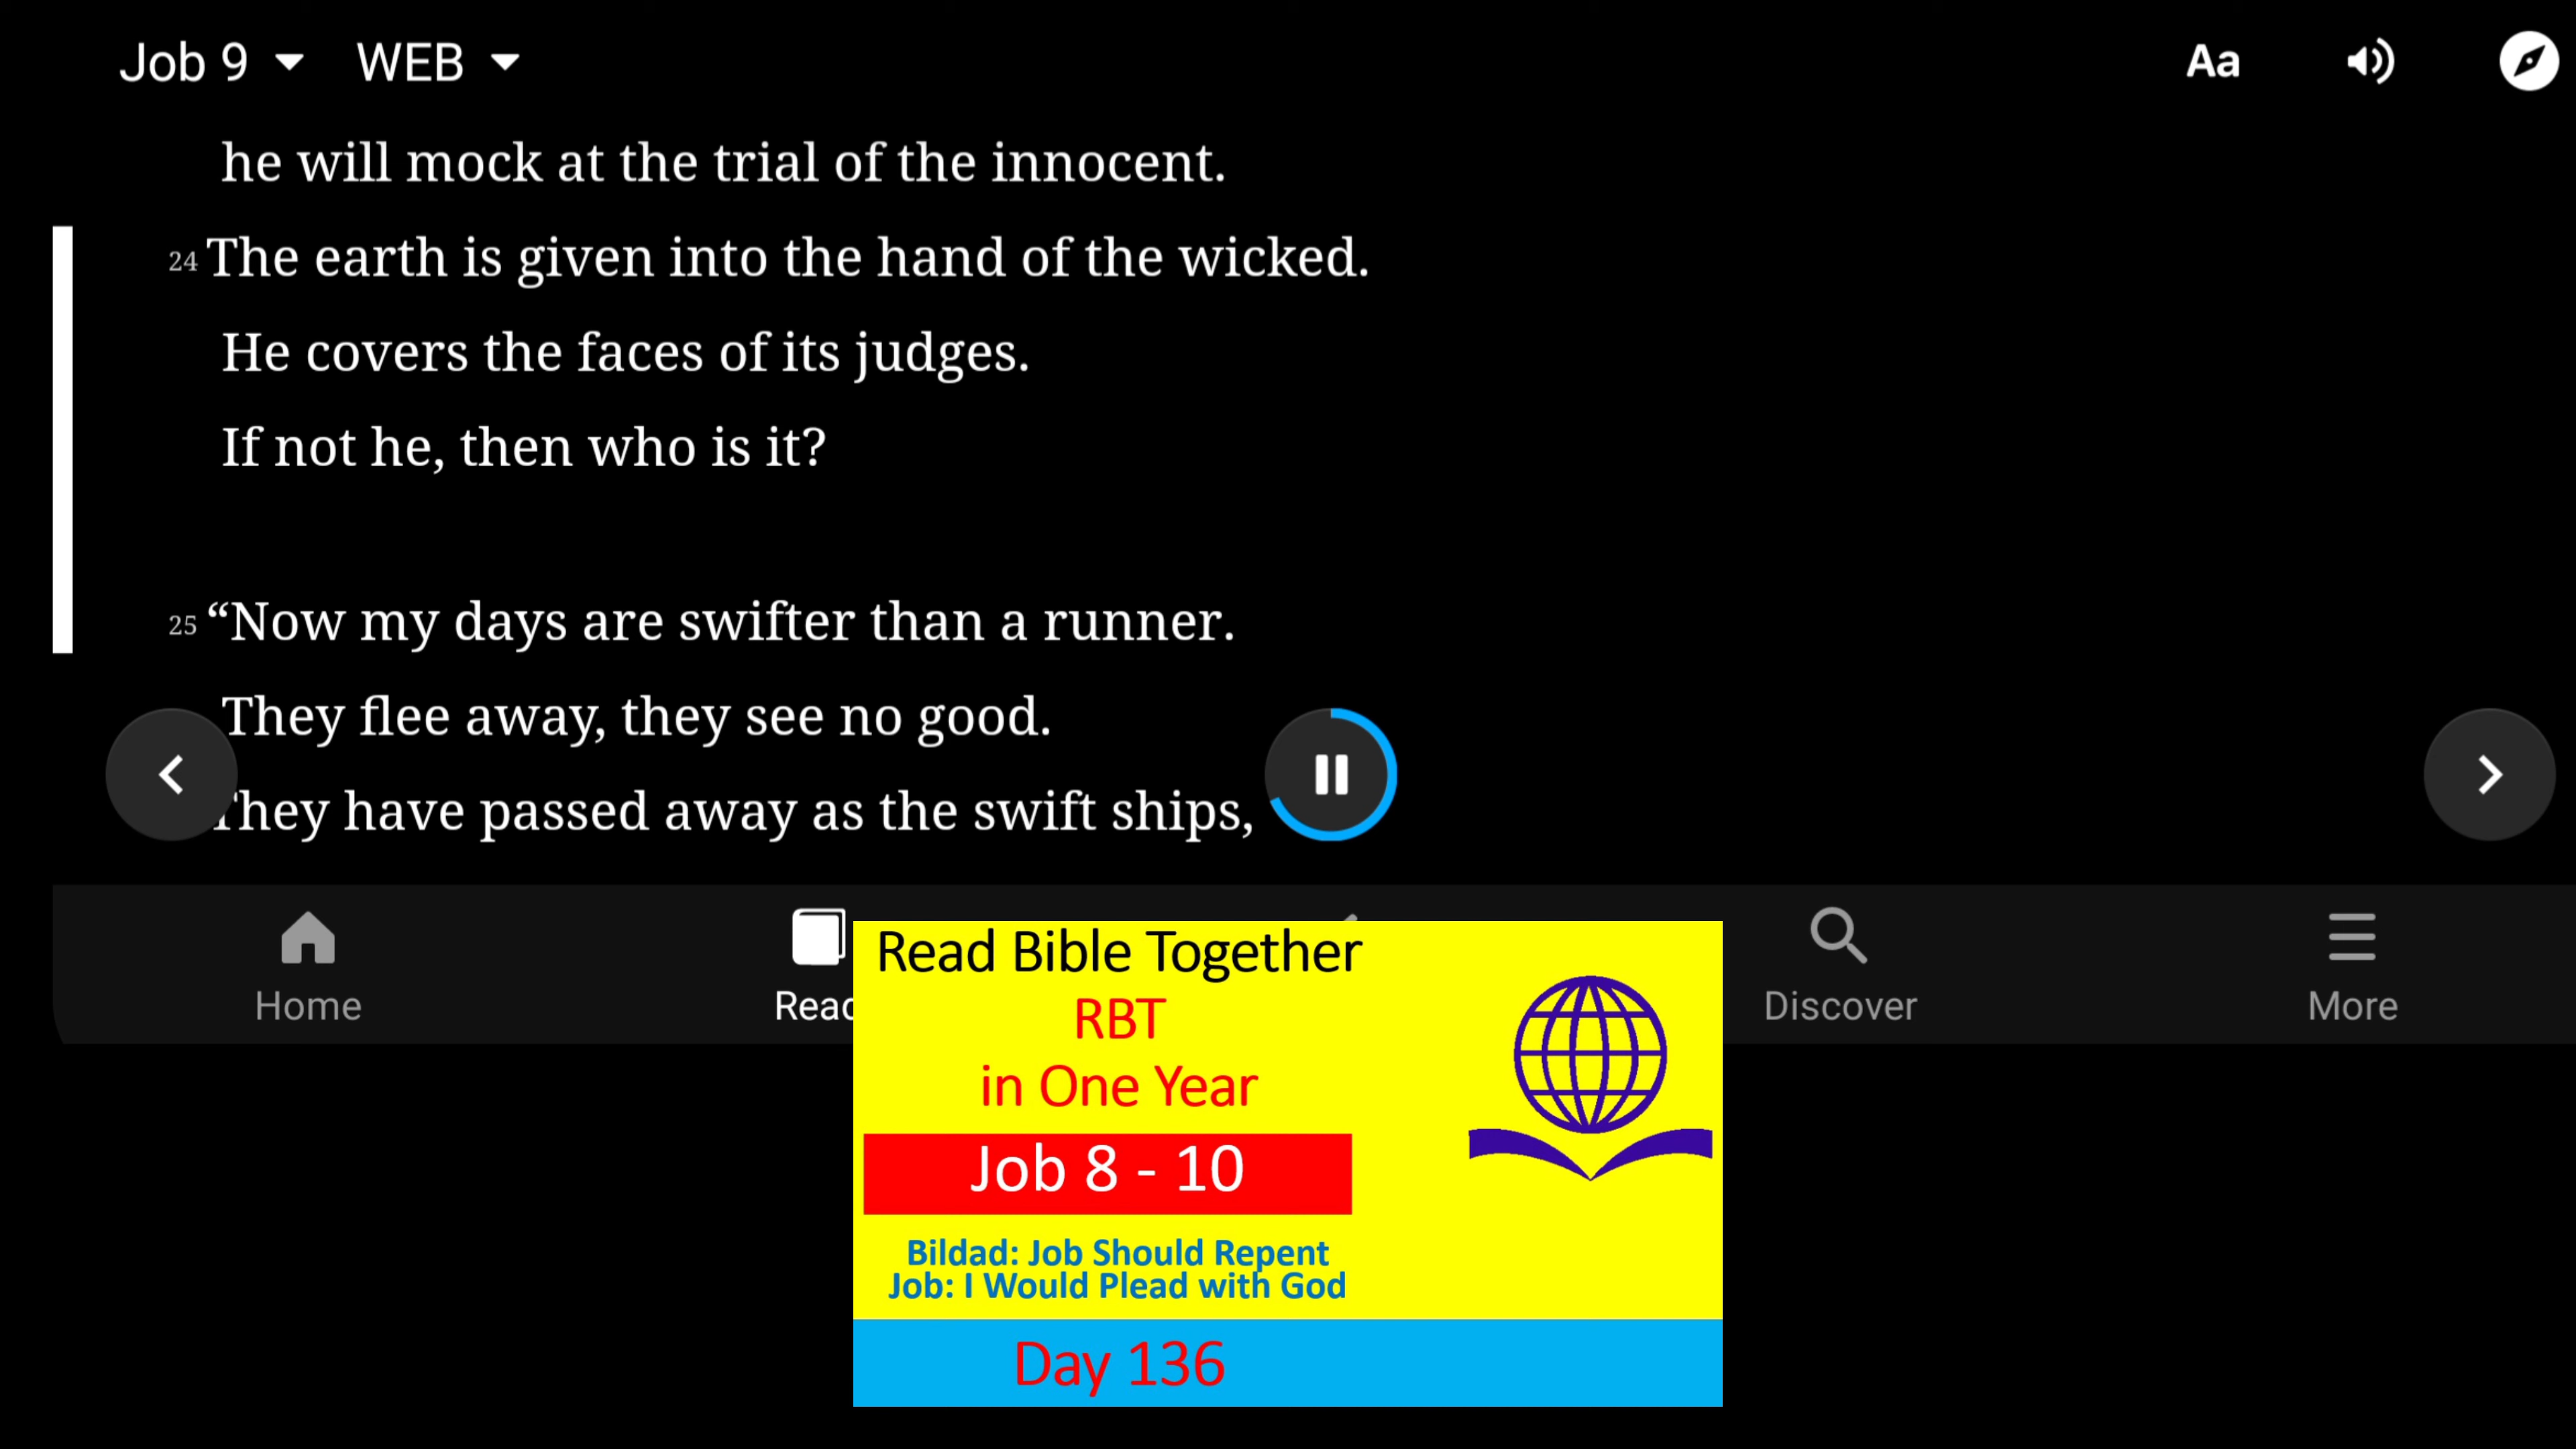 Job 9 WEB Aa
he will mock at the trial of the innocent.
24 The earth is given into the hand of the wicked.
He covers the faces of its judges.
If not he, then who is it?
25 “Now my days are swifter than a runner.
They flee away, they see no good.
They have passed away as the swift ships,
Home Read Discover More
Read Bible Together
RBT
in One Year
Job 8 - 10
Bildad: Job Should Repent
Job: I Would Plead with God
Day 136